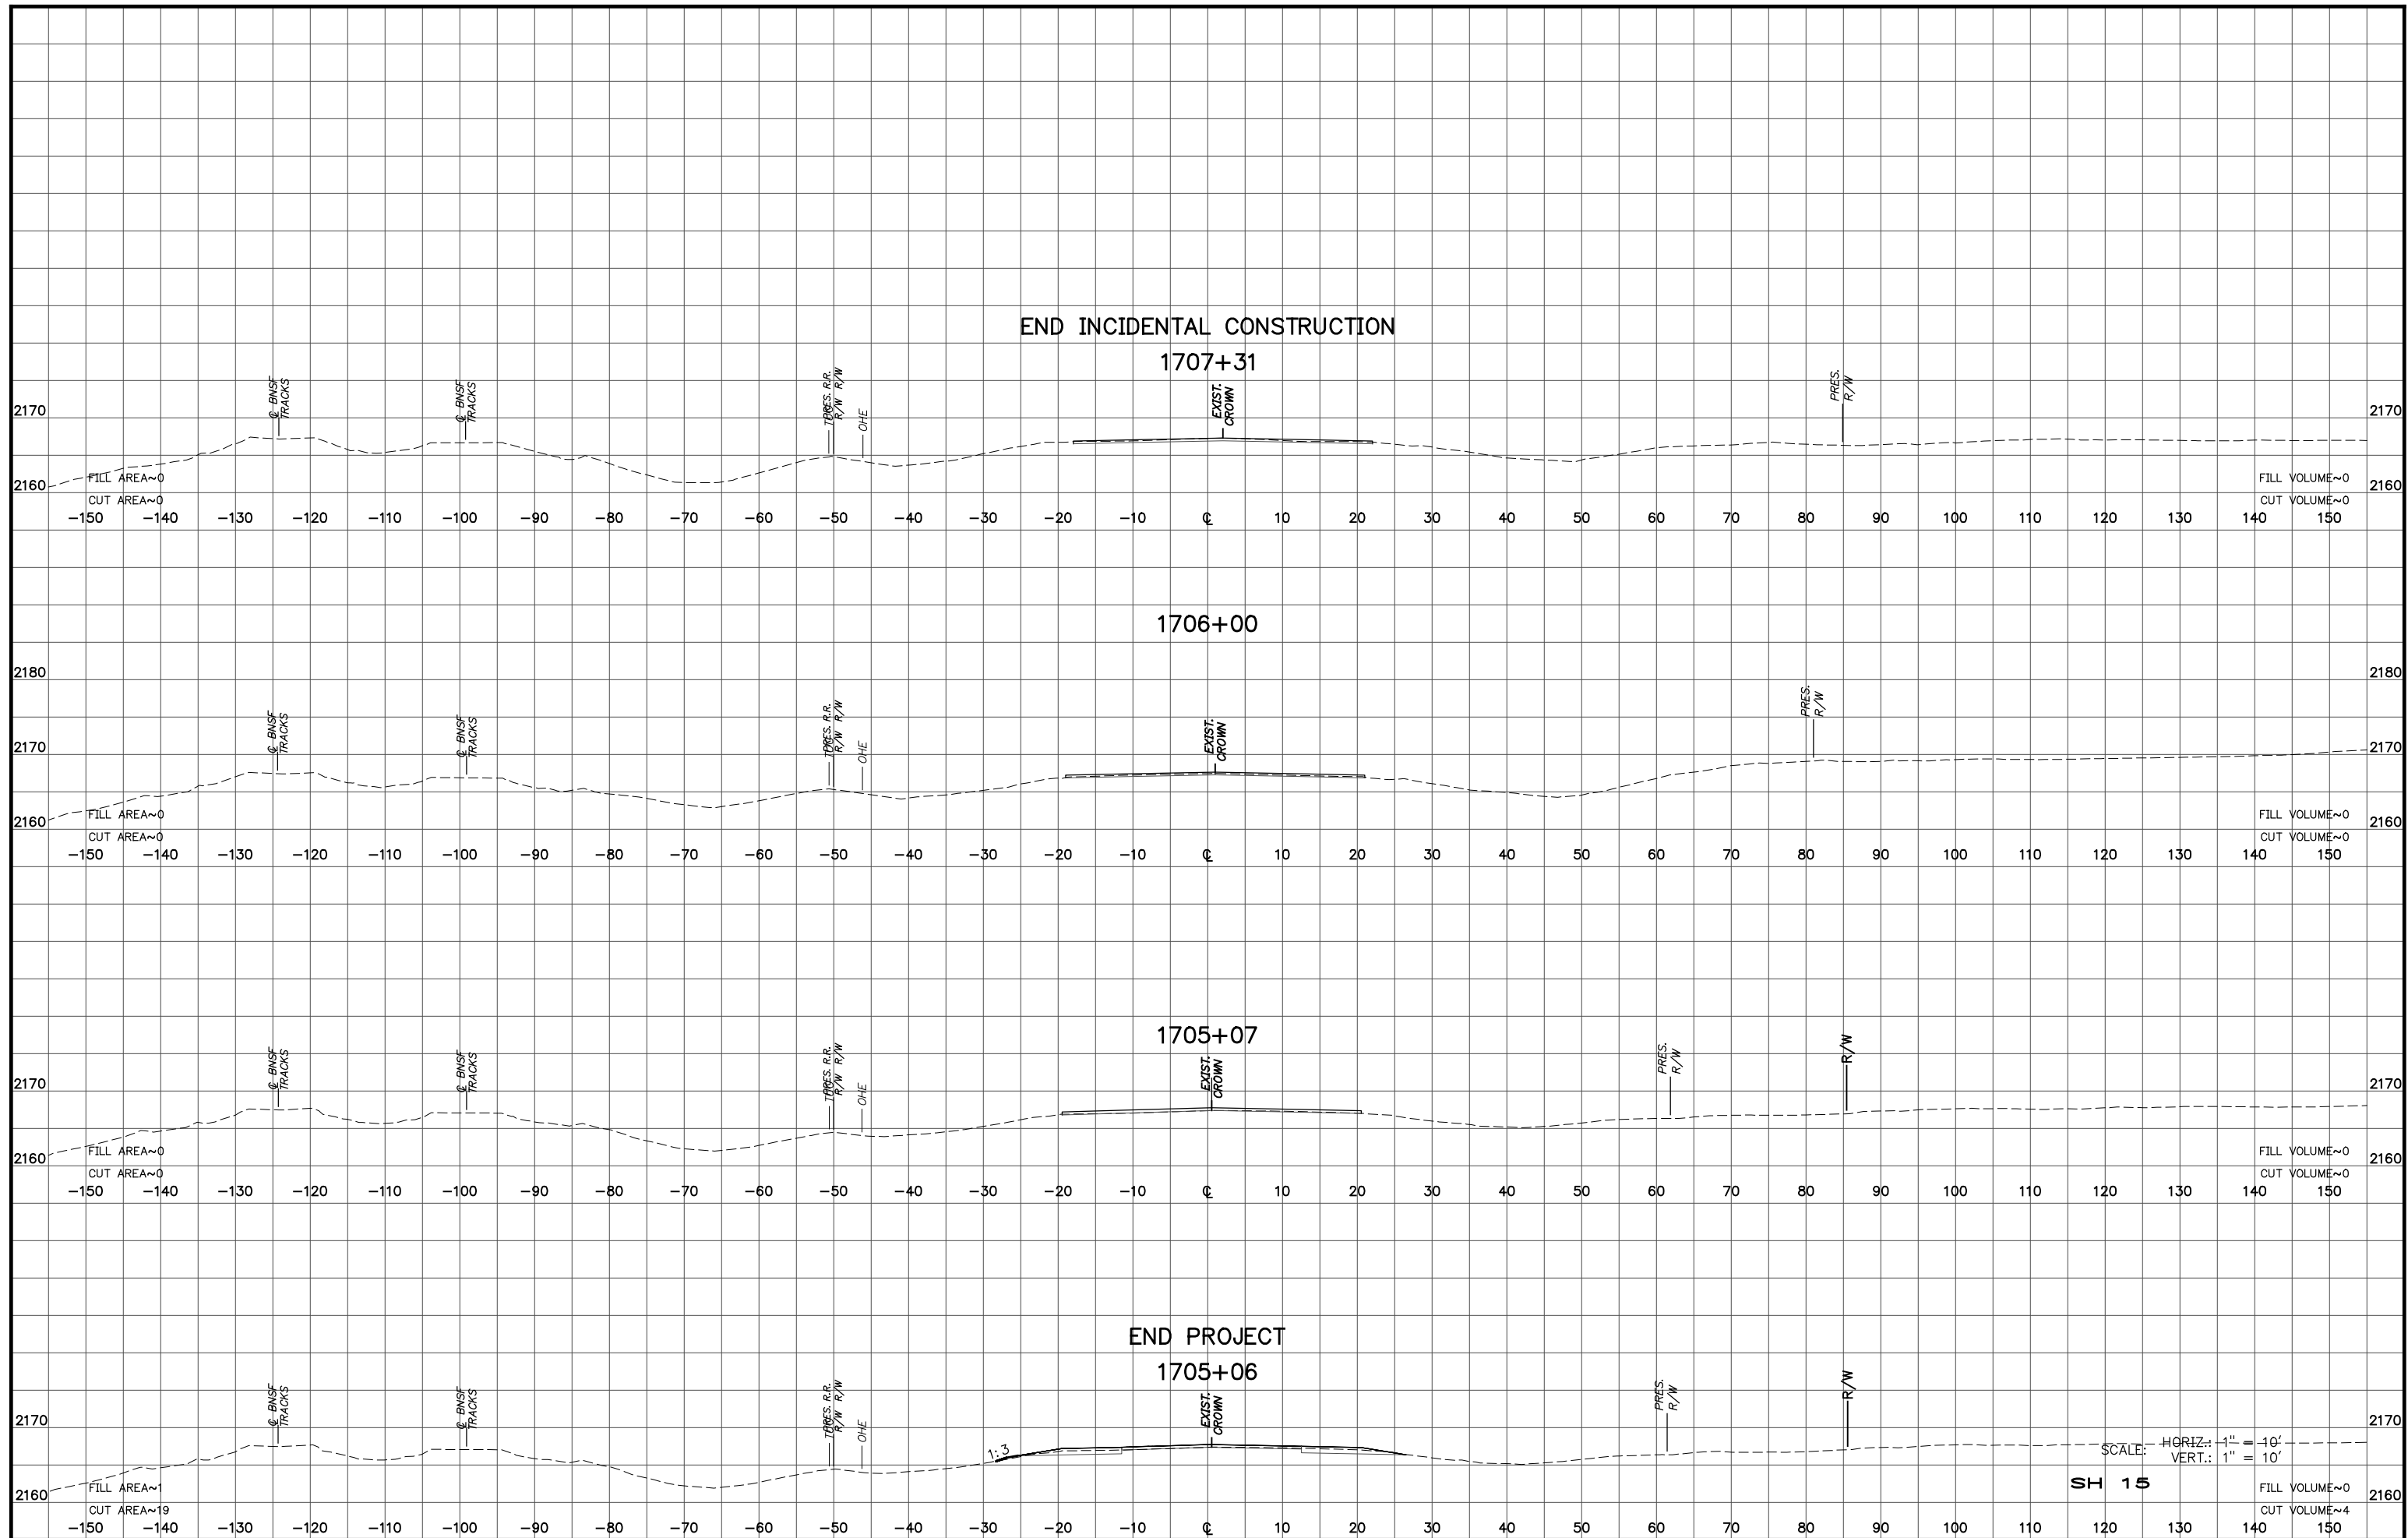 END INCIDENTAL CONSTRUCTION
1707+31
℄ BNSF
TRACKS
℄ BNSF
TRACKS
PRES. R.R.
R/W R/W
OHE
EXIST.
CROWN
PRES.
R/W
2170 2170
FILL AREA~0 FILL VOLUME~0
2160 2160
CUT AREA~0 CUT VOLUME~0
-150 -140 -130 -120 -110 -100 -90 -80 -70 -60 -50 -40 -30 -20 -10 ℄ 10 20 30 40 50 60 70 80 90 100 110 120 130 140 150
1706+00
2180 2180
℄ BNSF
TRACKS
℄ BNSF
TRACKS
PRES. R.R.
R/W R/W
OHE
EXIST.
CROWN
PRES.
R/W
2170 2170
FILL AREA~0 FILL VOLUME~0
2160 2160
CUT AREA~0 CUT VOLUME~0
-150 -140 -130 -120 -110 -100 -90 -80 -70 -60 -50 -40 -30 -20 -10 ℄ 10 20 30 40 50 60 70 80 90 100 110 120 130 140 150
1705+07
℄ BNSF
TRACKS
℄ BNSF
TRACKS
PRES. R.R.
R/W R/W
OHE
EXIST.
CROWN
PRES.
R/W
R/W
2170 2170
FILL AREA~0 FILL VOLUME~0
2160 2160
CUT AREA~0 CUT VOLUME~0
-150 -140 -130 -120 -110 -100 -90 -80 -70 -60 -50 -40 -30 -20 -10 ℄ 10 20 30 40 50 60 70 80 90 100 110 120 130 140 150
END PROJECT
1705+06
℄ BNSF
TRACKS
℄ BNSF
TRACKS
PRES. R.R.
R/W R/W
OHE
1:3
EXIST.
CROWN
PRES.
R/W
R/W
2170 2170
SCALE: HORIZ.: 1" = 10'
VERT.: 1" = 10'
SH 15
FILL AREA~1 FILL VOLUME~0
2160 2160
CUT AREA~19 CUT VOLUME~4
-150 -140 -130 -120 -110 -100 -90 -80 -70 -60 -50 -40 -30 -20 -10 ℄ 10 20 30 40 50 60 70 80 90 100 110 120 130 140 150